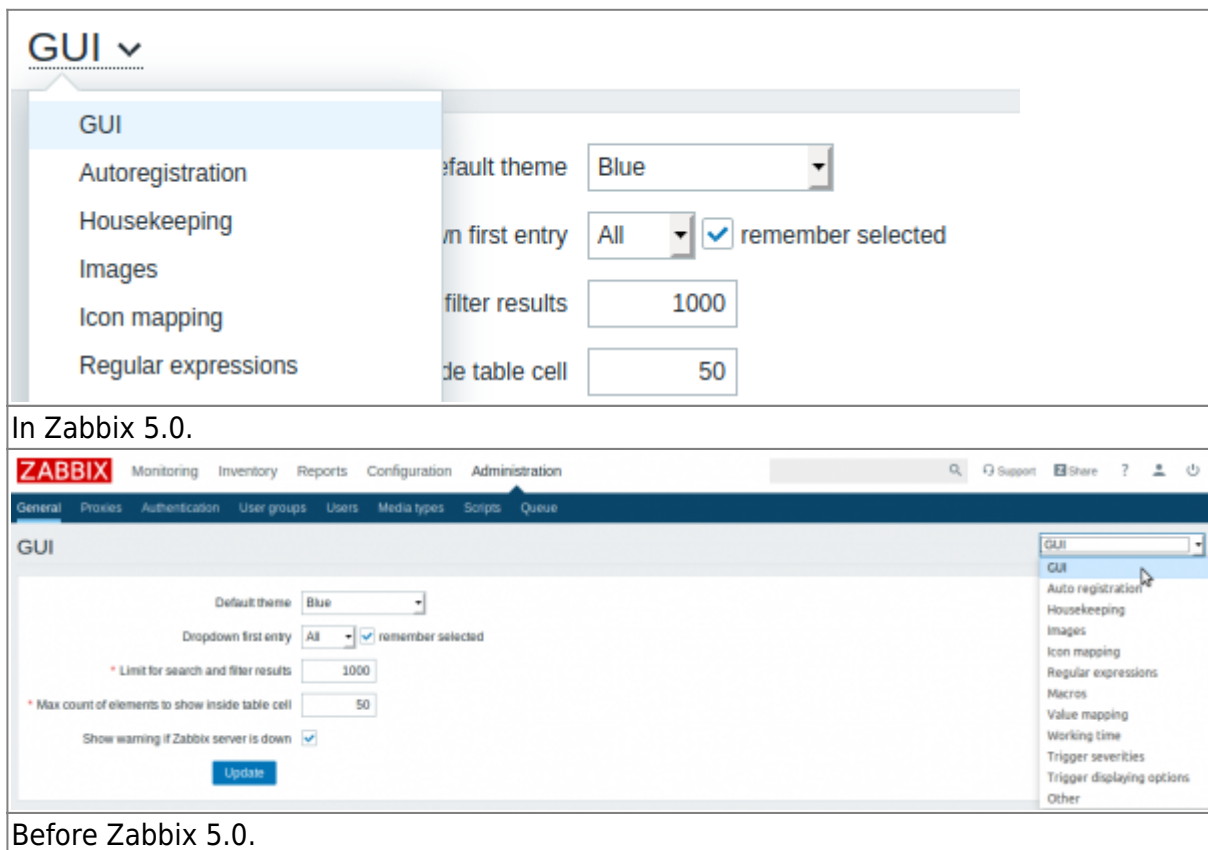 GUI
GUI
Autoregistration
Housekeeping
Images
Icon mapping
Regular expressions
efault theme Blue
vn first entry All remember selected
filter results 1000
de table cell 50
In Zabbix 5.0.
ZABBIX Monitoring Inventory Reports Configuration Administration Support Z Share ?
General Proxies Authentication User groups Users Media types Scripts Queue
GUI GUI
GUI
Auto registration
Housekeeping
Images
Icon mapping
Regular expressions
Macros
Value mapping
Working time
Trigger severities
Trigger displaying options
Other
Default theme Blue
Dropdown first entry All remember selected
* Limit for search and filter results 1000
* Max count of elements to show inside table cell 50
Show warning if Zabbix server is down
Update
Before Zabbix 5.0.